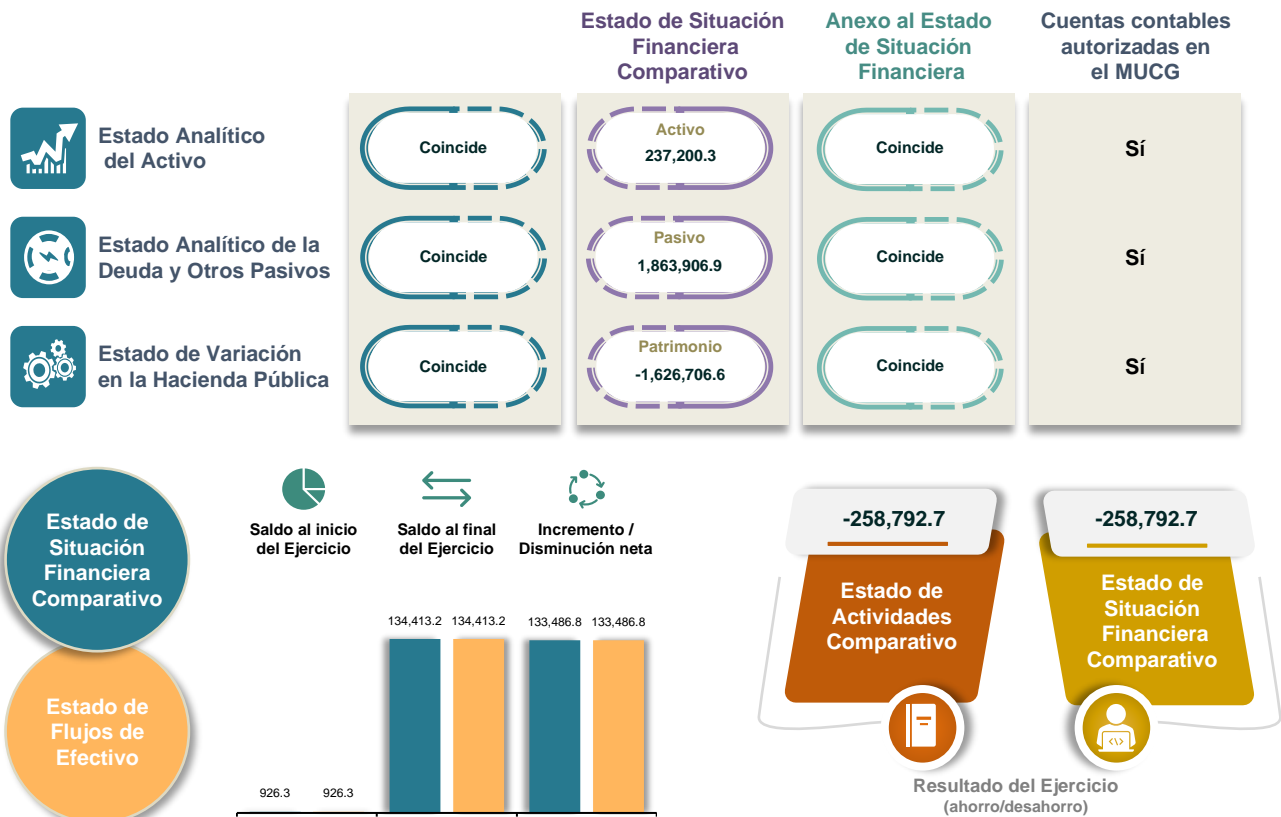 Estado de Situación
Financiera
Comparativo
Anexo al Estado
de Situación
Financiera
Cuentas contables
autorizadas en
el MUCG
Estado Analítico
del Activo
Coincide
Activo
237,200.3
Coincide
Sí
Estado Analítico de la
Deuda y Otros Pasivos
Coincide
Pasivo
1,863,906.9
Coincide
Sí
Estado de Variación
en la Hacienda Pública
Coincide
Patrimonio
-1,626,706.6
Coincide
Sí
Estado de
Situación
Financiera
Comparativo
Estado de
Flujos de
Efectivo
Saldo al inicio
del Ejercicio
Saldo al final
del Ejercicio
Incremento /
Disminución neta
926.3
926.3
134,413.2
134,413.2
133,486.8
133,486.8
-258,792.7
Estado de
Actividades
Comparativo
-258,792.7
Estado de
Situación
Financiera
Comparativo
Resultado del Ejercicio
(ahorro/desahorro)